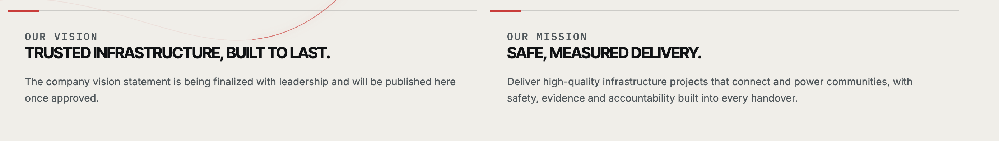 OUR VISION
TRUSTED INFRASTRUCTURE, BUILT TO LAST.
The company vision statement is being finalized with leadership and will be published here
once approved.
OUR MISSION
SAFE, MEASURED DELIVERY.
Deliver high-quality infrastructure projects that connect and power communities, with
safety, evidence and accountability built into every handover.